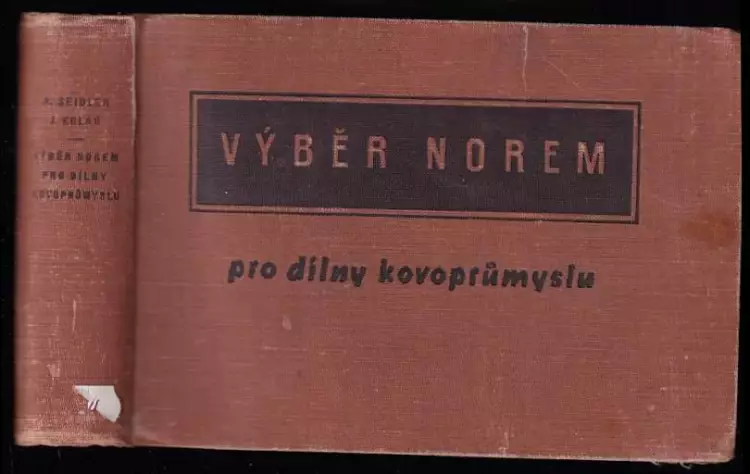 A. SEIDLER
J. KOLÁŘ
VÝBĚR NOREM
PRO DÍLNY
KOVOPRŮMYSLU
VÝBĚR NOREM
pro dílny kovoprůmyslu